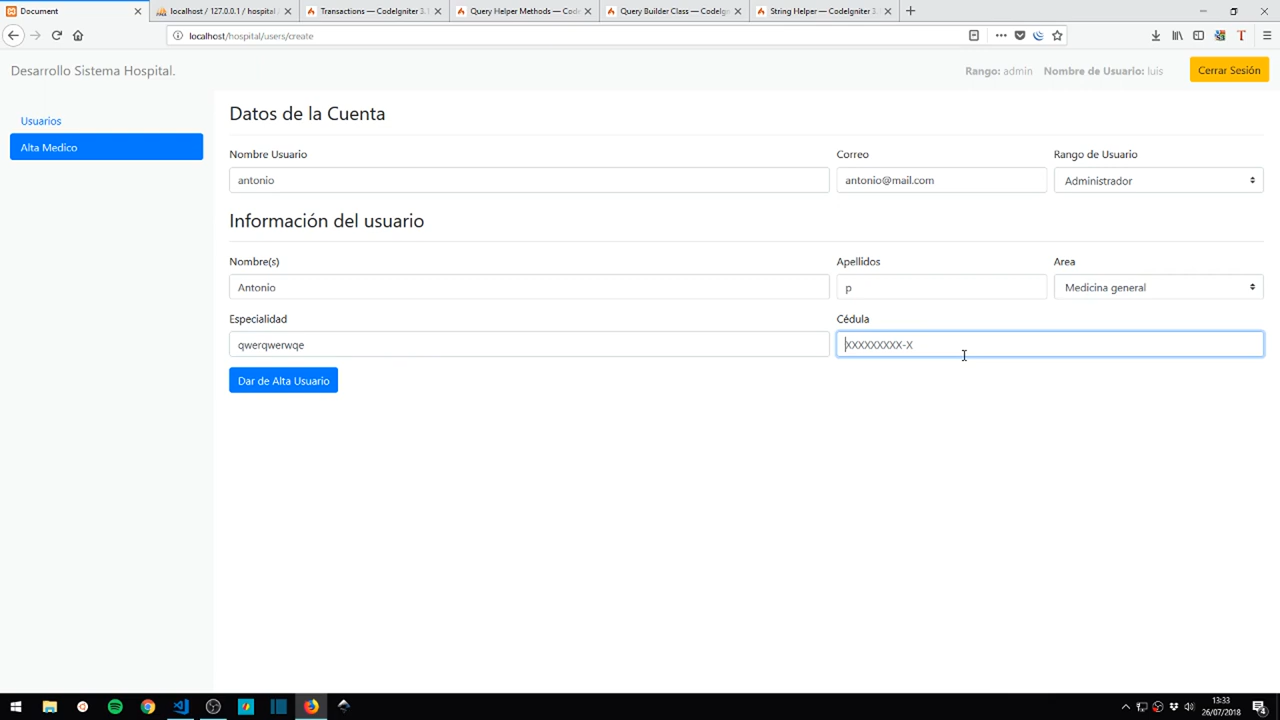 Document
localhost / 127.0.0.1 / hospital
Transactions — CodeIgniter 3.1
Query Helper Methods — Code
Query Builder Class — CodeIg
String Helper — CodeIgniter 3.
localhost/hospital/users/create
Desarrollo Sistema Hospital.
Rango: admin Nombre de Usuario: luis
Cerrar Sesión
Usuarios
Alta Medico
Datos de la Cuenta
Nombre Usuario
Correo
Rango de Usuario
antonio
antonio@mail.com
Administrador
Información del usuario
Nombre(s)
Apellidos
Area
Antonio
p
Medicina general
Especialidad
Cédula
qwerqwerwqe
XXXXXXXXX-X
Dar de Alta Usuario
13:33
26/07/2018
4